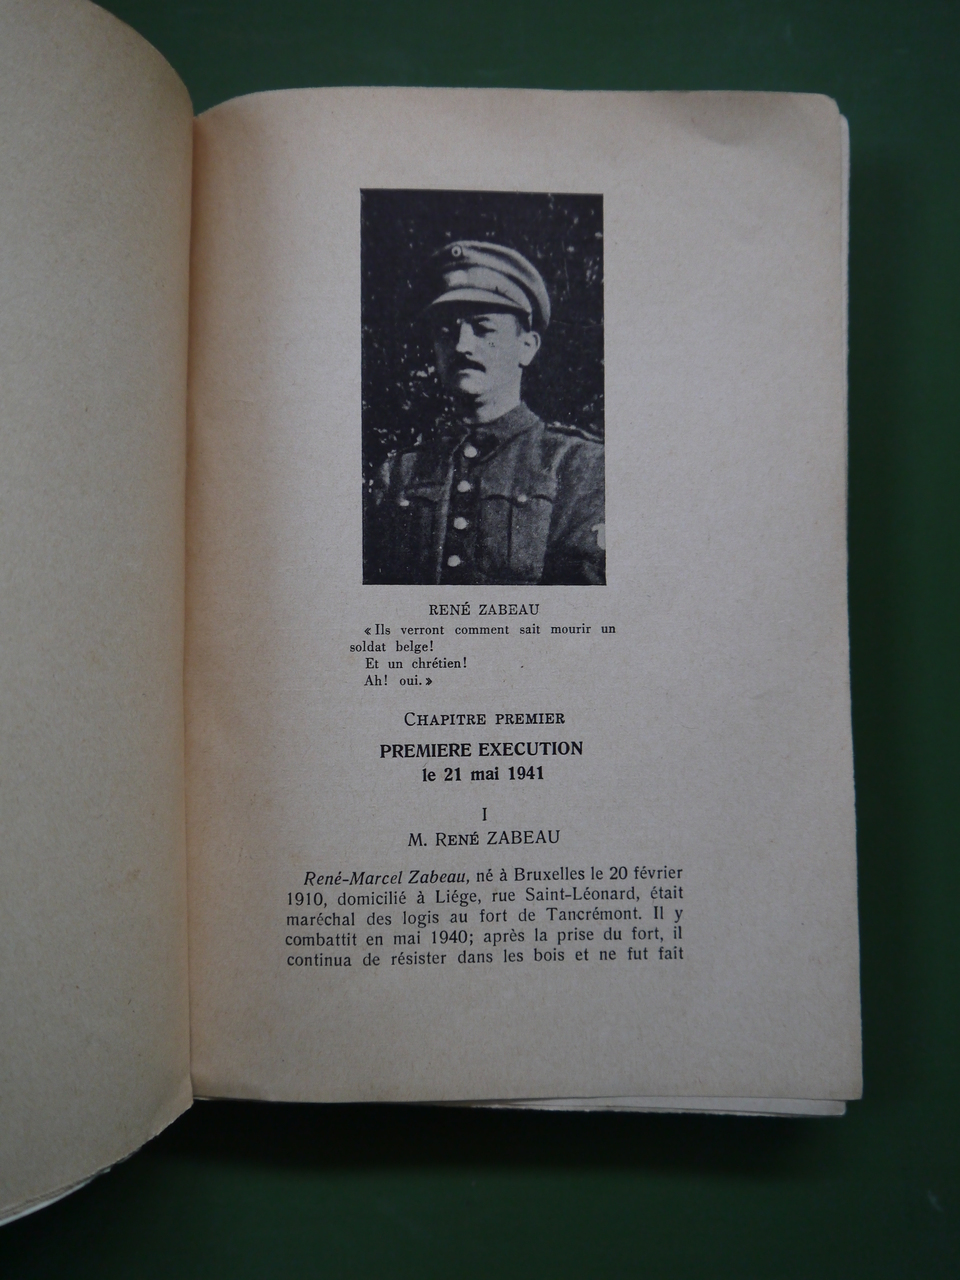 RENÉ ZABEAU
« Ils verront comment sait mourir un
soldat belge!
Et un chrétien!
Ah! oui. »
CHAPITRE PREMIER
PREMIERE EXECUTION
le 21 mai 1941
I
M. RENÉ ZABEAU
René-Marcel Zabeau, né à Bruxelles le 20 février
1910, domicilié à Liége, rue Saint-Léonard, était
maréchal des logis au fort de Tancrémont. Il y
combattit en mai 1940; après la prise du fort, il
continua de résister dans les bois et ne fut fait